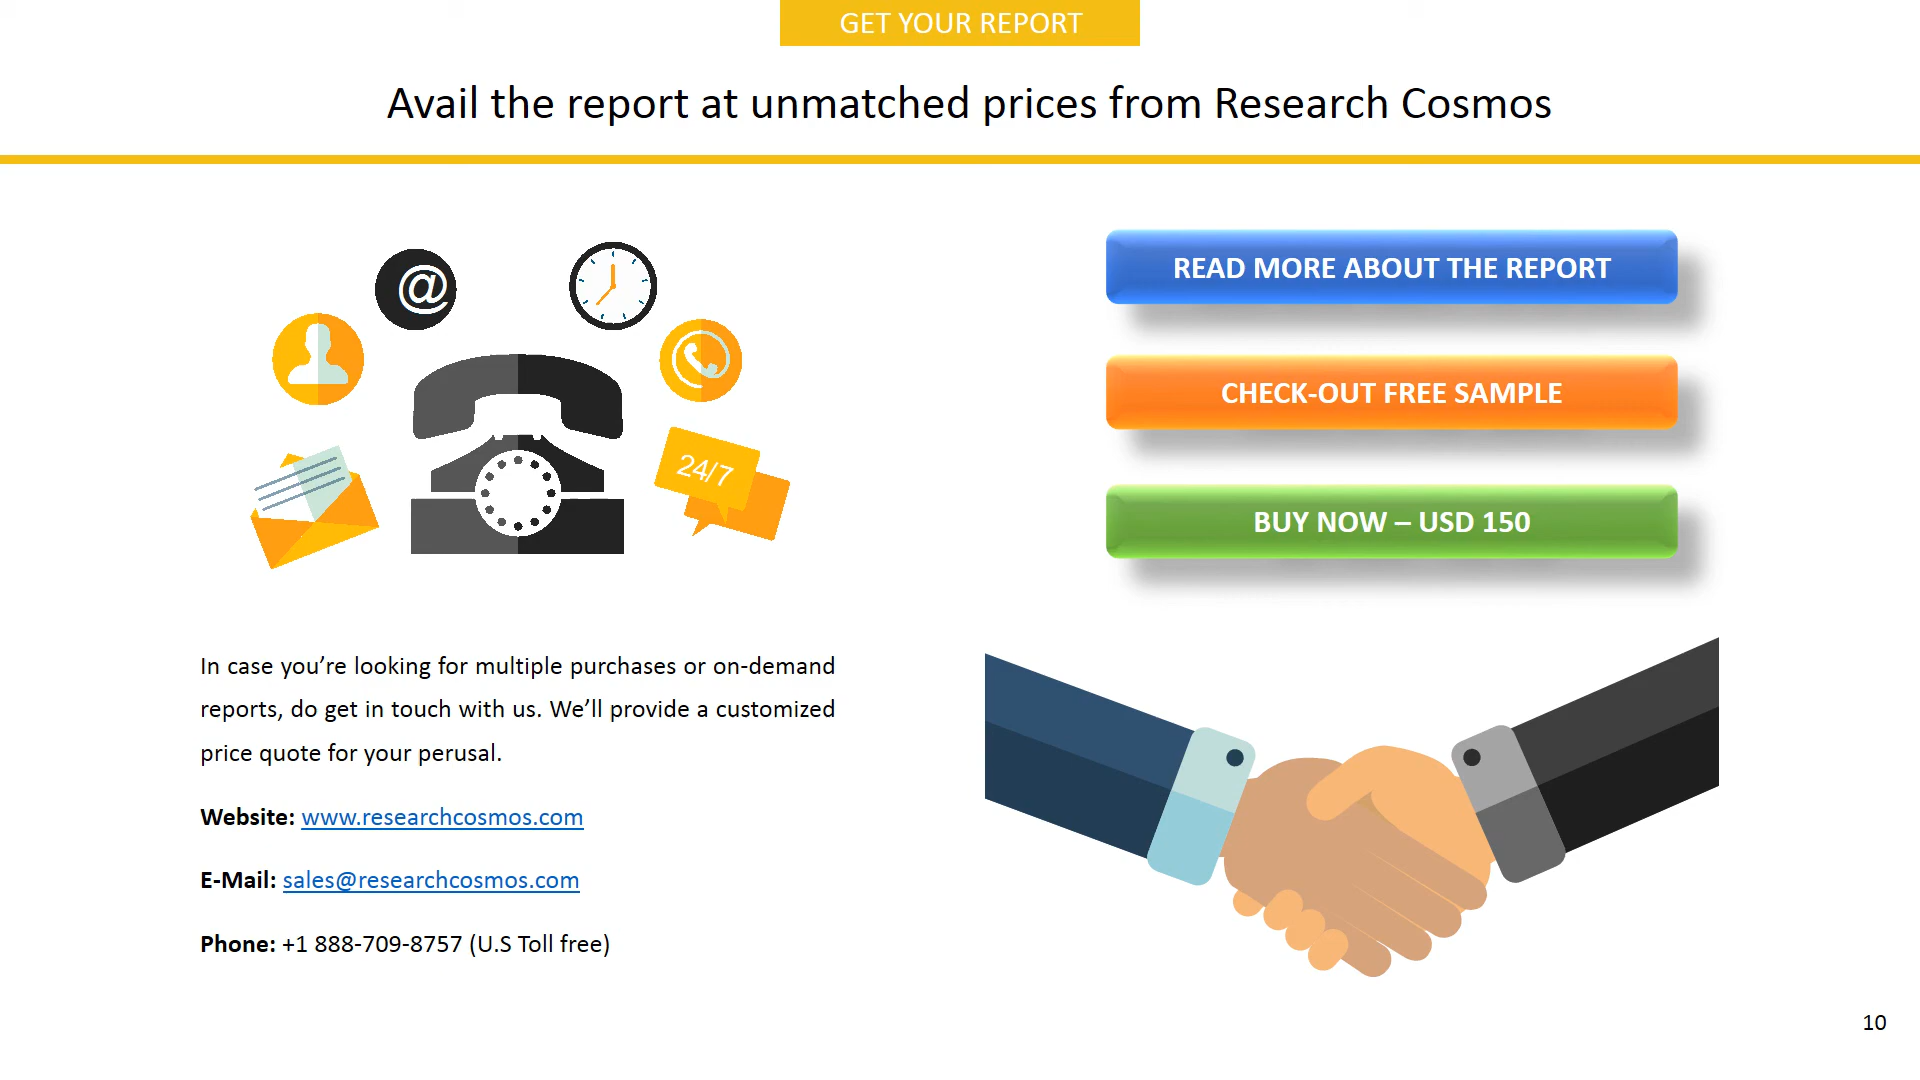 GET YOUR REPORT
Avail the report at unmatched prices from Research Cosmos
@
24/7
READ MORE ABOUT THE REPORT
CHECK-OUT FREE SAMPLE
BUY NOW – USD 150
In case you’re looking for multiple purchases or on-demand
reports, do get in touch with us. We’ll provide a customized
price quote for your perusal.
Website: www.researchcosmos.com
E-Mail: sales@researchcosmos.com
Phone: +1 888-709-8757 (U.S Toll free)
10